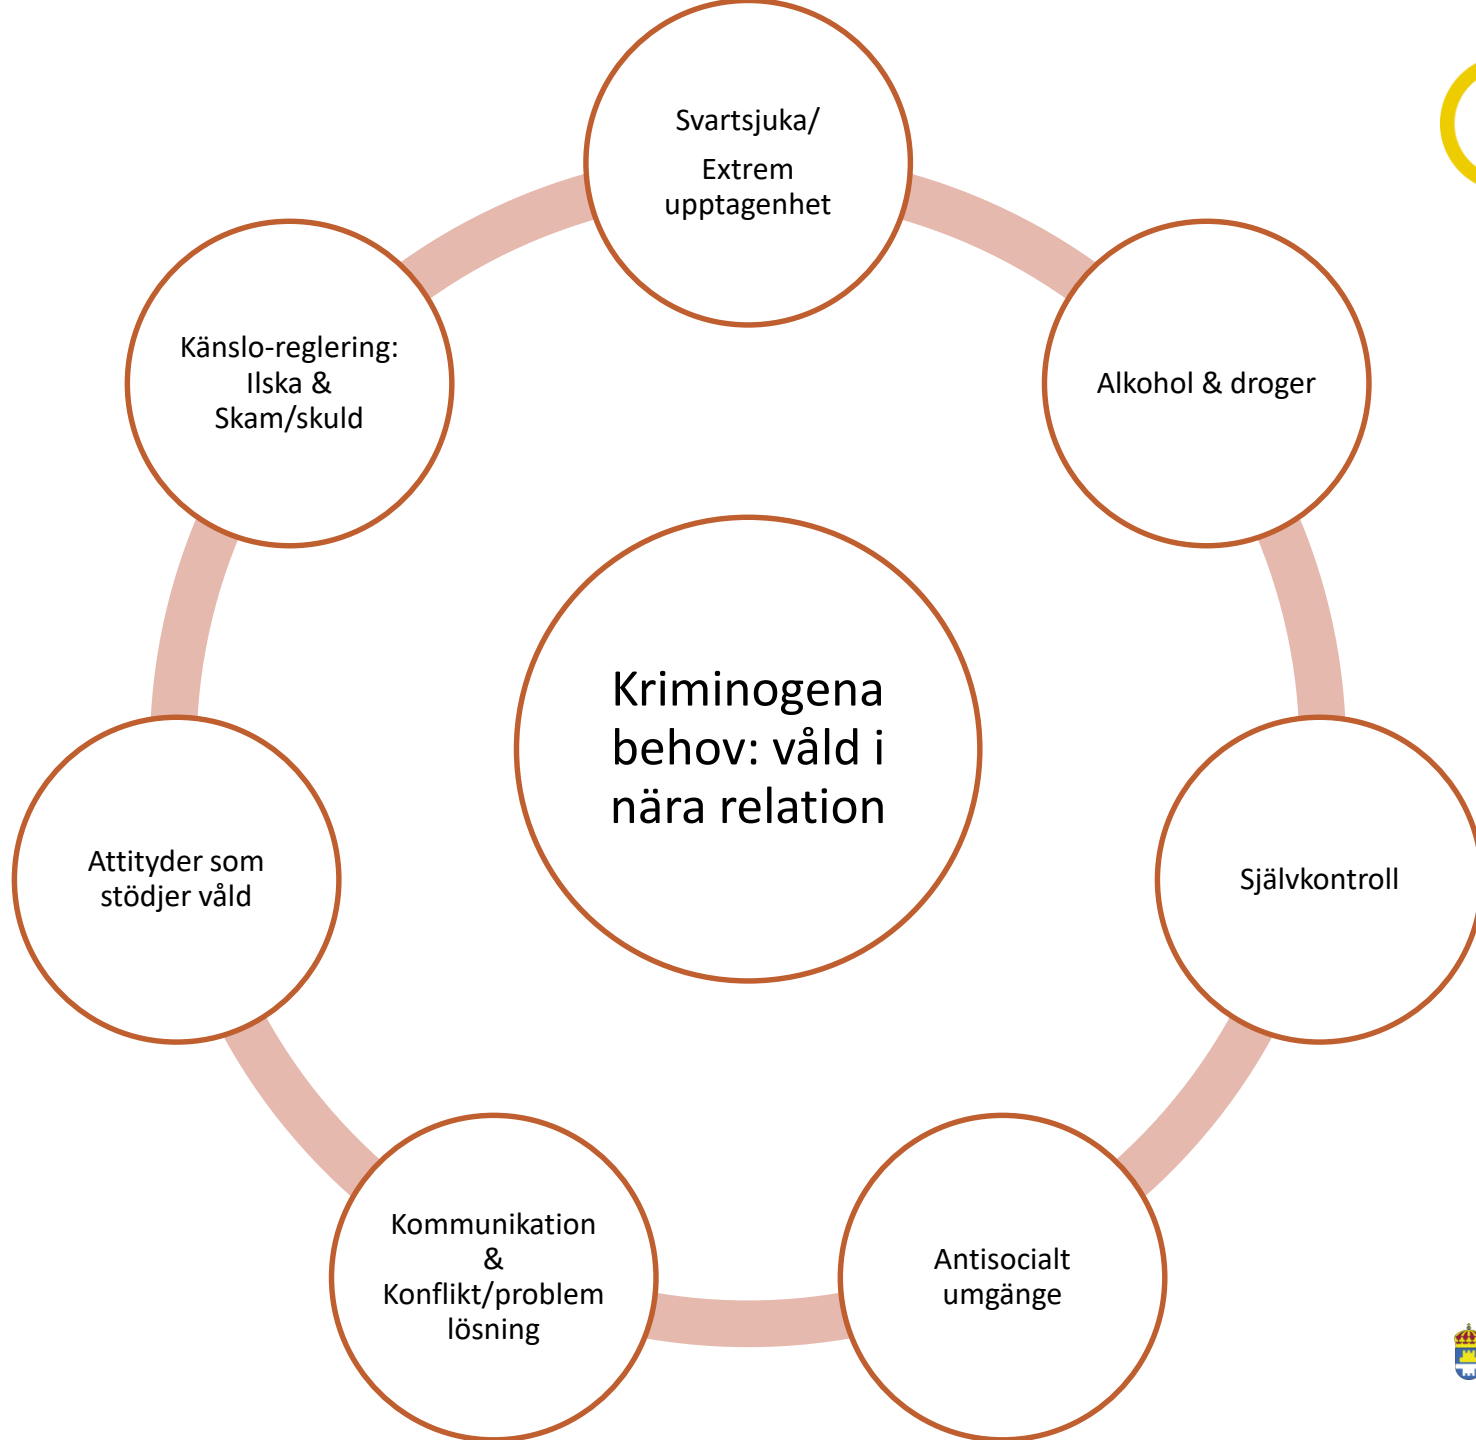 Svartsjuka/
Extrem
upptagenhet
Alkohol & droger
Självkontroll
Antisocialt
umgänge
Kommunikation
&
Konflikt/problem
lösning
Attityder som
stödjer våld
Känslo-reglering:
Ilska &
Skam/skuld
Kriminogena
behov: våld i
nära relation